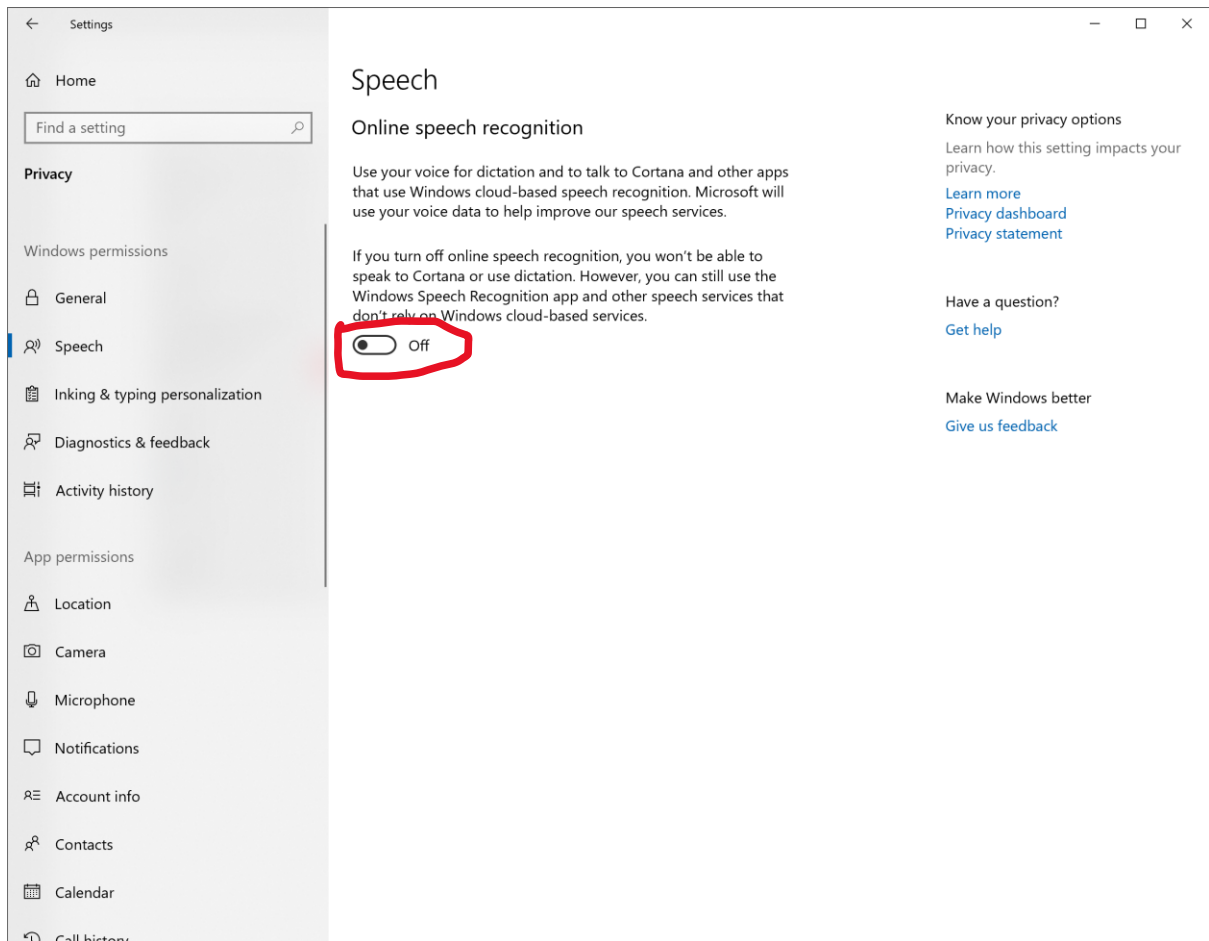 Settings
Home
Find a setting
Privacy
Windows permissions
General
Speech
Inking & typing personalization
Diagnostics & feedback
Activity history
App permissions
Location
Camera
Microphone
Notifications
Account info
Contacts
Calendar
Call history
Speech
Online speech recognition
Use your voice for dictation and to talk to Cortana and other apps
that use Windows cloud-based speech recognition. Microsoft will
use your voice data to help improve our speech services.
If you turn off online speech recognition, you won't be able to
speak to Cortana or use dictation. However, you can still use the
Windows Speech Recognition app and other speech services that
don't rely on Windows cloud-based services.
Off
Know your privacy options
Learn how this setting impacts your
privacy.
Learn more
Privacy dashboard
Privacy statement
Have a question?
Get help
Make Windows better
Give us feedback